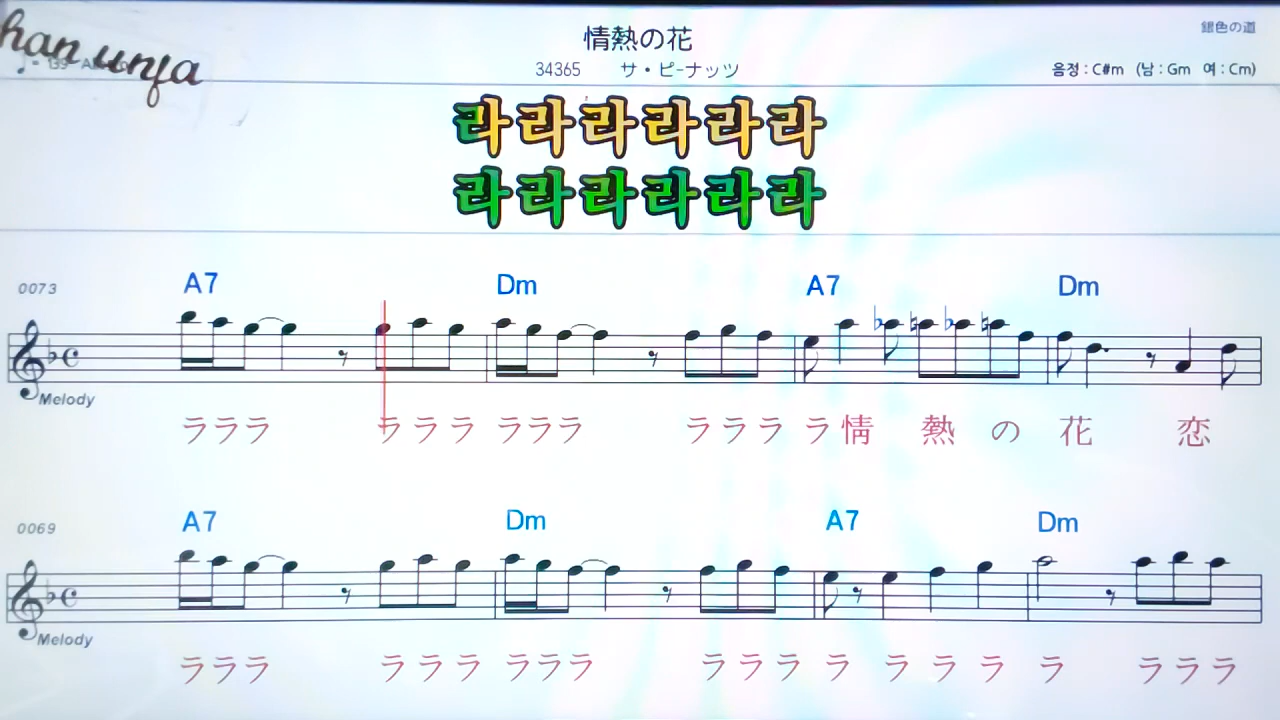 han unja
銀色の道
情熱の花
34365 サ・ピーナッツ
음정 : C#m (남 : Gm 여 : Cm)
라라라라라라
라라라라라라
0073 A7 Dm A7 Dm
Melody
ラララ ラララ ラララ ラララ ラ情 熱 の 花 恋
0069 A7 Dm A7 Dm
Melody
ラララ ラララ ラララ ラララ ラ ラ ラ ラ ラ ラララ